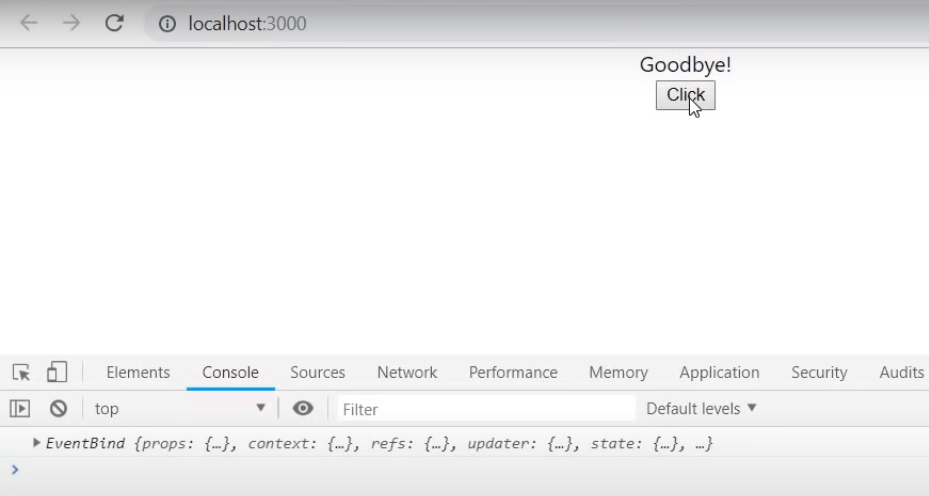 localhost:3000
Goodbye!
Click
Elements Console Sources Network Performance Memory Application Security Audits
top Filter Default levels
EventBind {props: {…}, context: {…}, refs: {…}, updater: {…}, state: {…}, …}